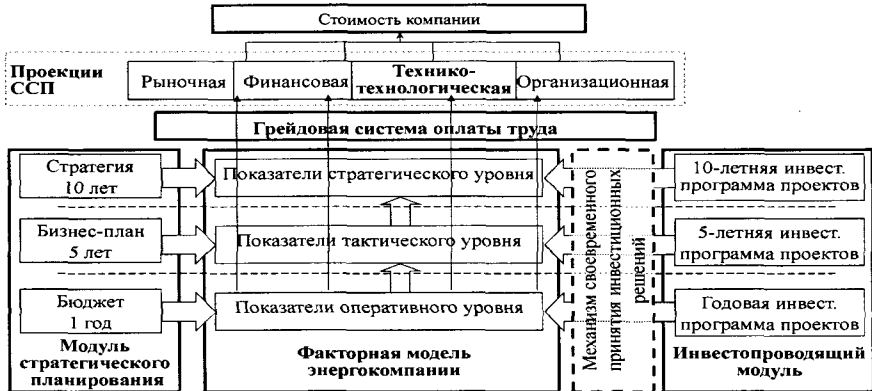 Стоимость компании
Проекции
ССП
Рыночная
Финансовая
Технико-
технологическая
Организационная
Грейдовая система оплаты труда
Стратегия
10 лет
Показатели стратегического уровня
10-летняя инвест.
программа проектов
Бизнес-план
5 лет
Показатели тактического уровня
5-летняя инвест.
программа проектов
Бюджет
1 год
Показатели оперативного уровня
Годовая инвест.
программа проектов
Механизм своевременного
принятия инвестиционных
решений
Модуль
стратегического
планирования
Факторная модель
энергокомпании
Инвестопроводящий
модуль